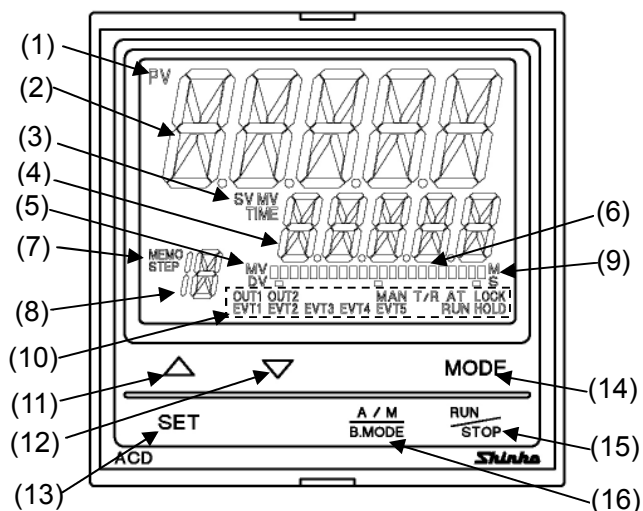 (1)
PV
(2)
(3)
SV MV
TIME
(4)
(5)
(6)
(7)
MEMO
STEP
MV
DV
M
S
(9)
(8)
OUT1 OUT2 MAN T/R AT LOCK
EVT1 EVT2 EVT3 EVT4 EVT5 RUN HOLD
(10)
(11)
MODE
(14)
(12)
SET
A / M
B.MODE
RUN
STOP
(15)
(13)
ACD
Shinko
(16)